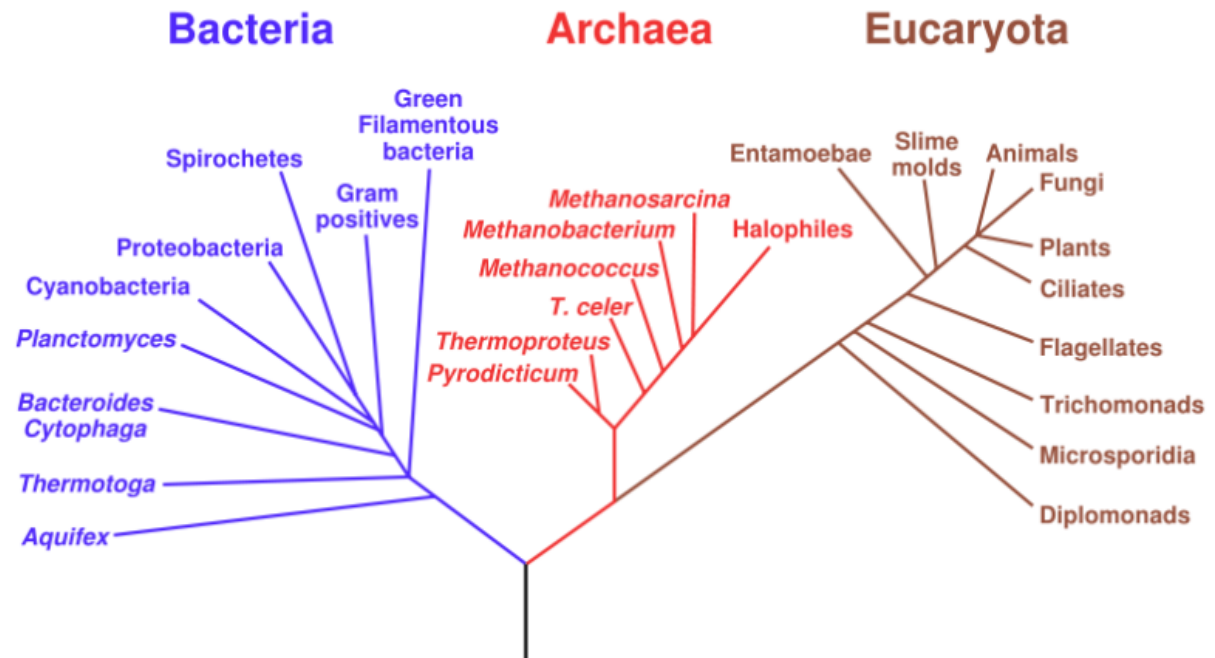 Bacteria
Archaea
Eucaryota
Green
Filamentous
bacteria
Spirochetes
Gram
positives
Proteobacteria
Cyanobacteria
Planctomyces
Bacteroides
Cytophaga
Thermotoga
Aquifex
Methanosarcina
Methanobacterium
Halophiles
Methanococcus
T. celer
Thermoproteus
Pyrodicticum
Entamoebae
Slime
molds
Animals
Fungi
Plants
Ciliates
Flagellates
Trichomonads
Microsporidia
Diplomonads